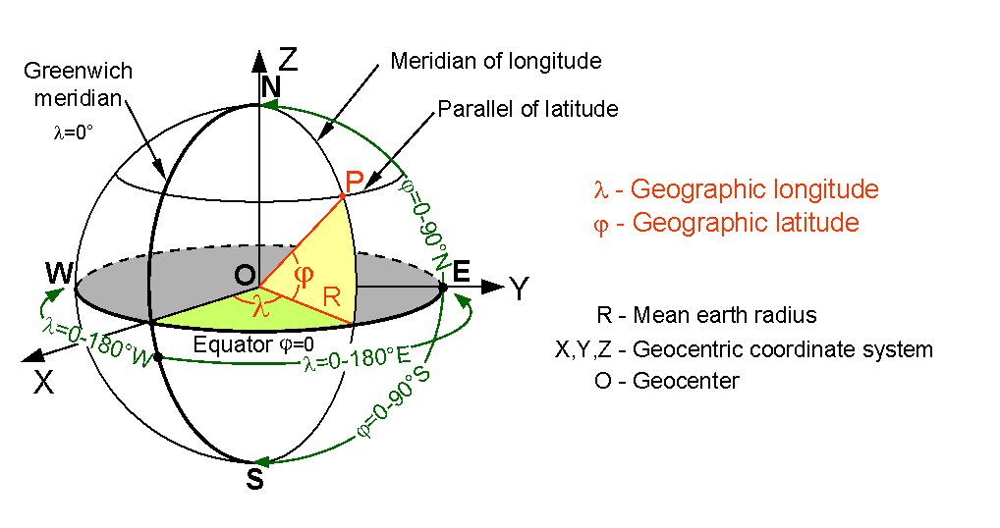 Z
N
Greenwich
meridian
λ=0°
Meridian of longitude
Parallel of latitude
P
φ=0-90°N
λ - Geographic longitude
φ - Geographic latitude
W
O
φ
λ
R
E
Y
λ=0-180°W
Equator φ=0
λ=0-180°E
X
φ=0-90°S
S
R - Mean earth radius
X,Y,Z - Geocentric coordinate system
O - Geocenter